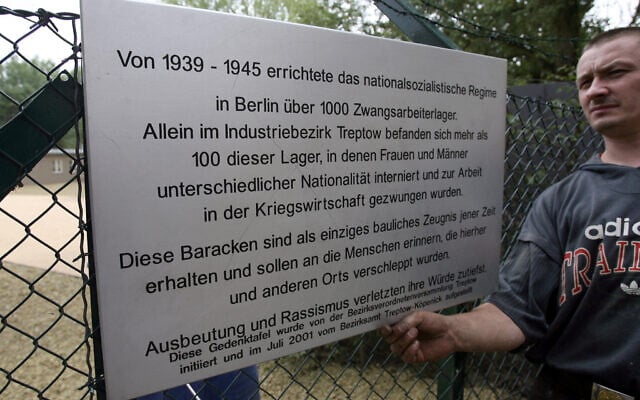 Von 1939 - 1945 errichtete das nationalsozialistische Regime
in Berlin über 1000 Zwangsarbeiterlager.
Allein im Industriebezirk Treptow befanden sich mehr als
100 dieser Lager, in denen Frauen und Männer
unterschiedlicher Nationalität interniert und zur Arbeit
in der Kriegswirtschaft gezwungen wurden.
Diese Baracken sind als einziges bauliches Zeugnis jener Zeit
erhalten und sollen an die Menschen erinnern, die hierher
und anderen Orts verschleppt wurden.
Ausbeutung und Rassismus verletzten ihre Würde zutiefst.
Diese Gedenktafel wurde von der Bezirksverordnetenversammlung Treptow
initiiert und im Juli 2001 vom Bezirksamt Treptow-Köpenick aufgestellt
adi
TRAIN